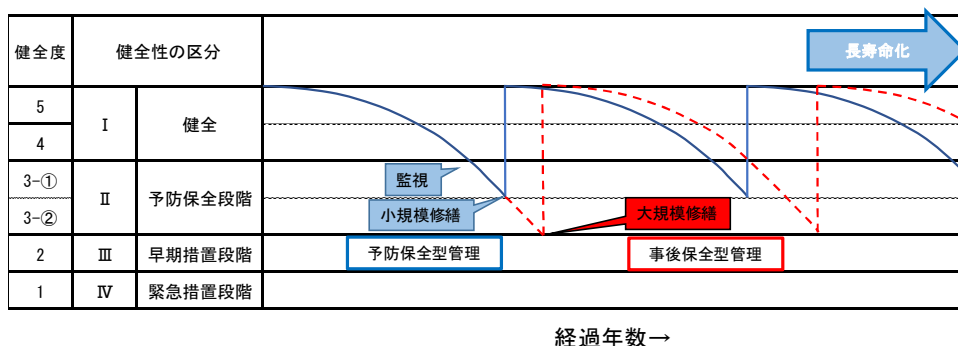 健全度 健全性の区分
長寿命化
5 Ⅰ 健全
4
3-① Ⅱ 予防保全段階
監視
小規模修繕
3-②
大規模修繕
2 Ⅲ 早期措置段階
予防保全型管理 事後保全型管理
1 Ⅳ 緊急措置段階
経過年数→